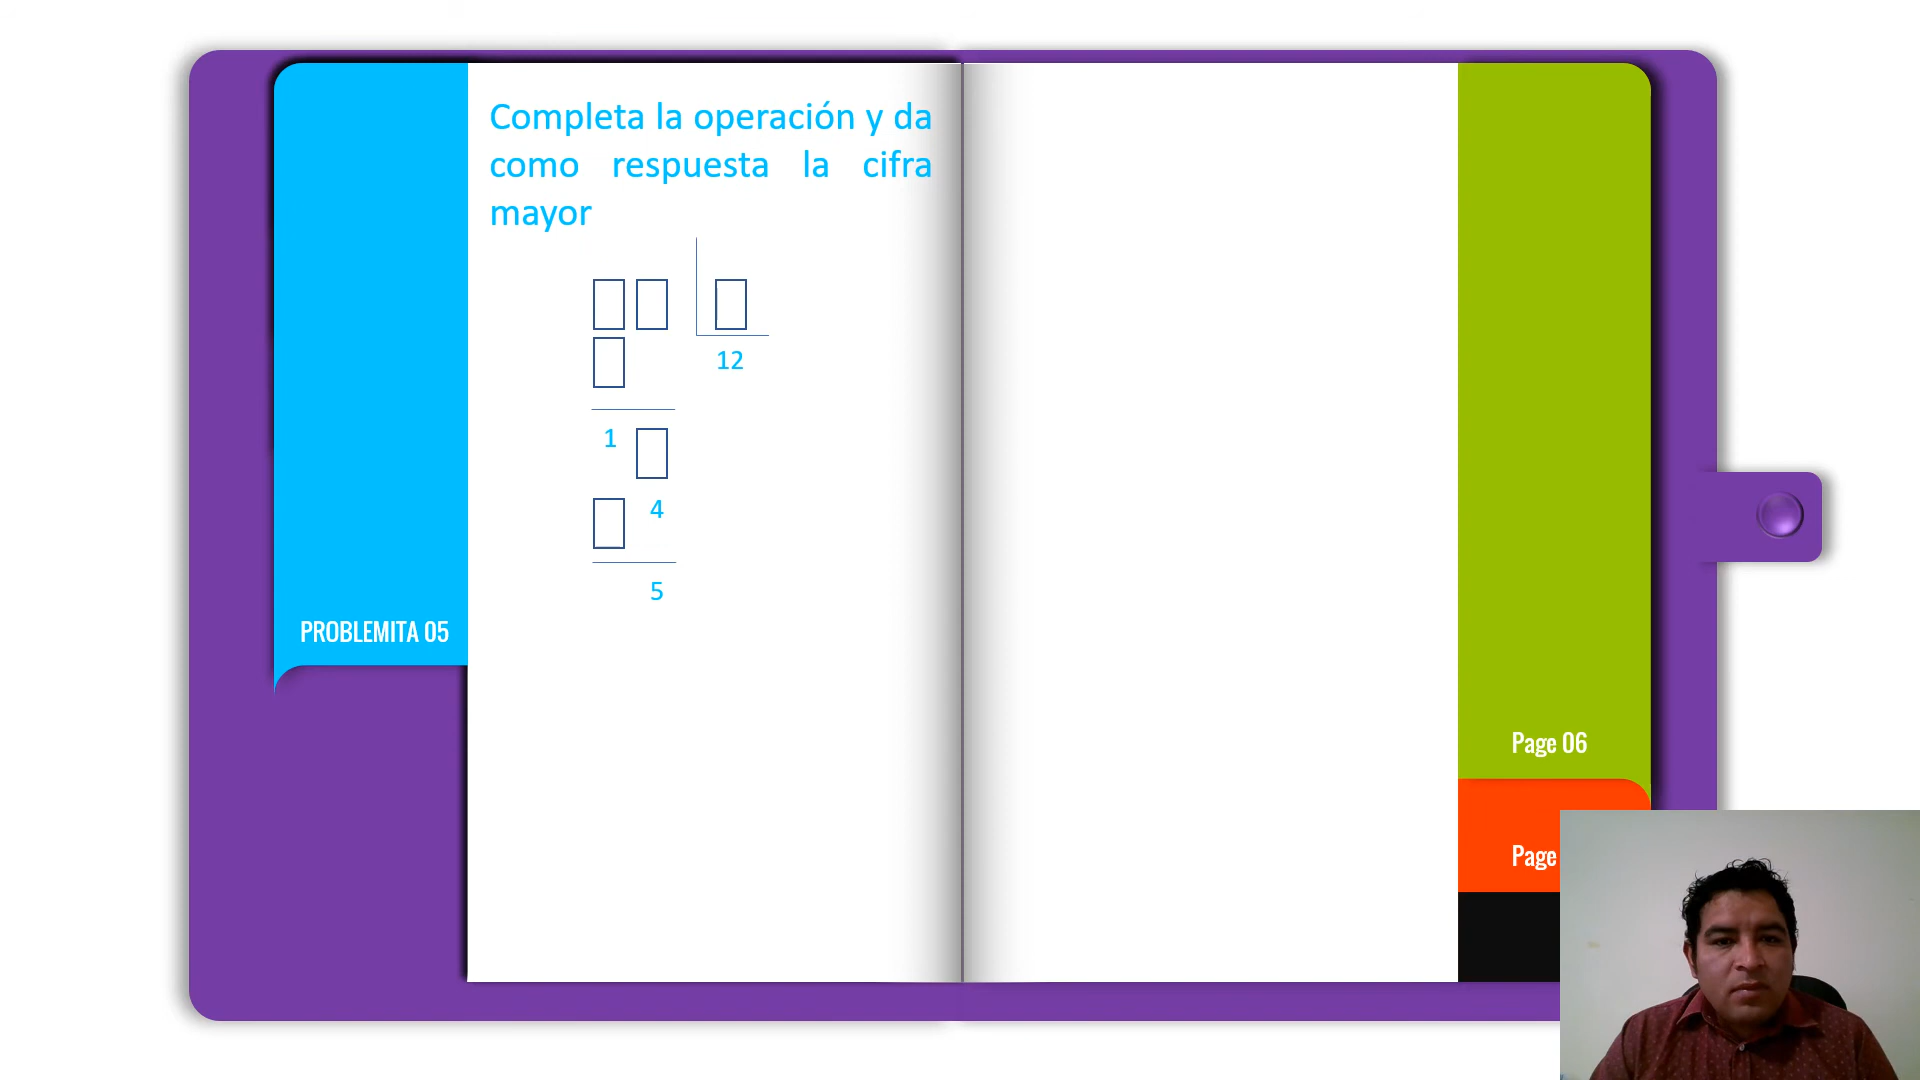 Completa la operación y da
como respuesta la cifra
mayor
12
1
4
5
PROBLEMITA 05
Page 06
Page